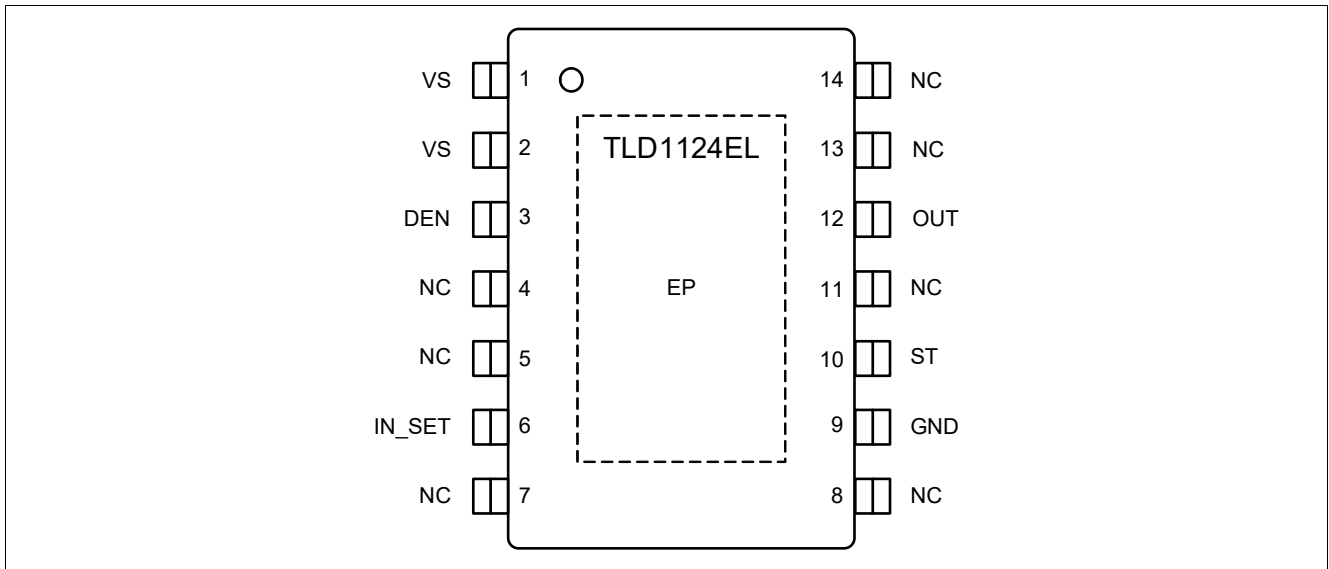 VS 1 14 NC
TLD1124EL
VS 2 13 NC
DEN 3 12 OUT
NC 4 EP 11 NC
NC 5 10 ST
IN_SET 6 9 GND
NC 7 8 NC